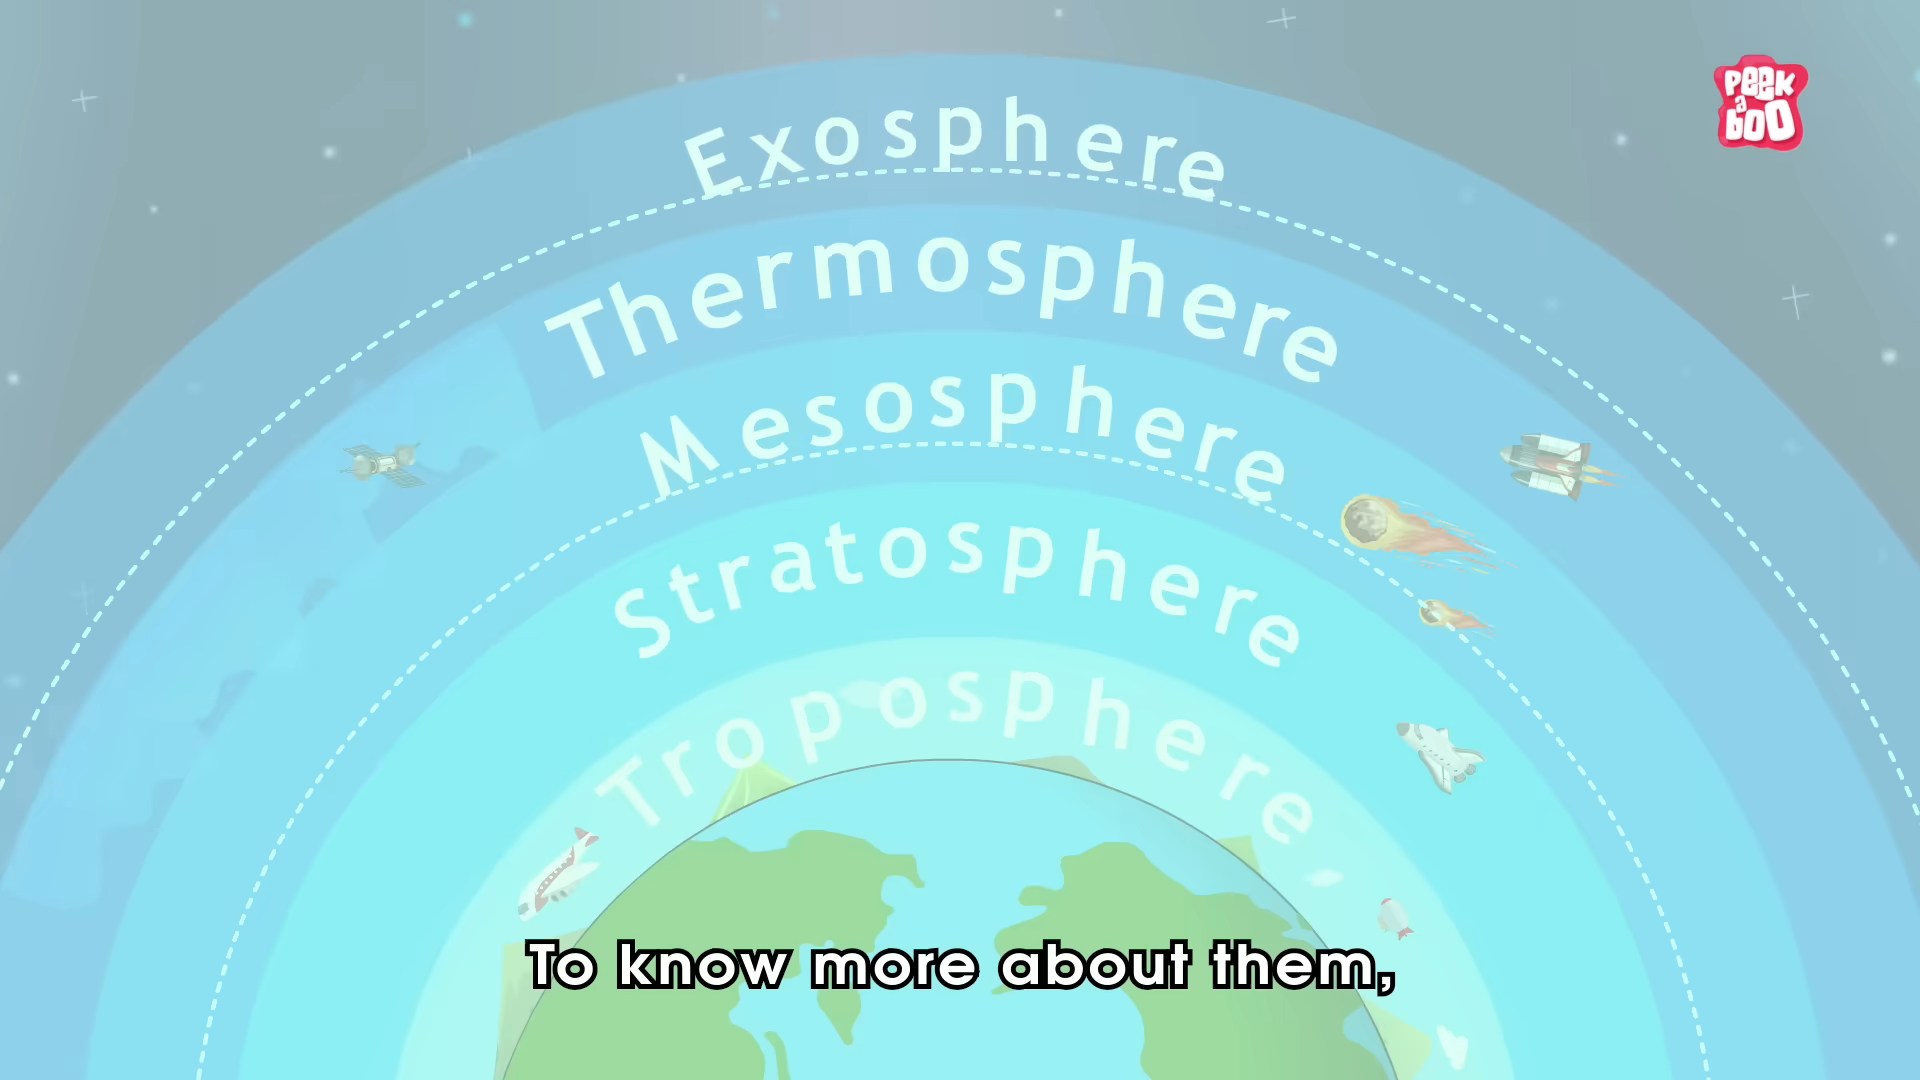 Peek
a
boo
Exosphere
Thermosphere
Mesosphere
Stratosphere
Troposphere
To know more about them,